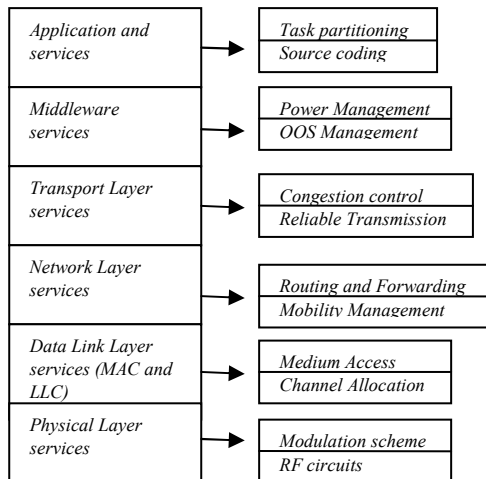 Application and
services
Task partitioning
Source coding
Middleware
services
Power Management
OOS Management
Transport Layer
services
Congestion control
Reliable Transmission
Network Layer
services
Routing and Forwarding
Mobility Management
Data Link Layer
services (MAC and
LLC)
Medium Access
Channel Allocation
Physical Layer
services
Modulation scheme
RF circuits